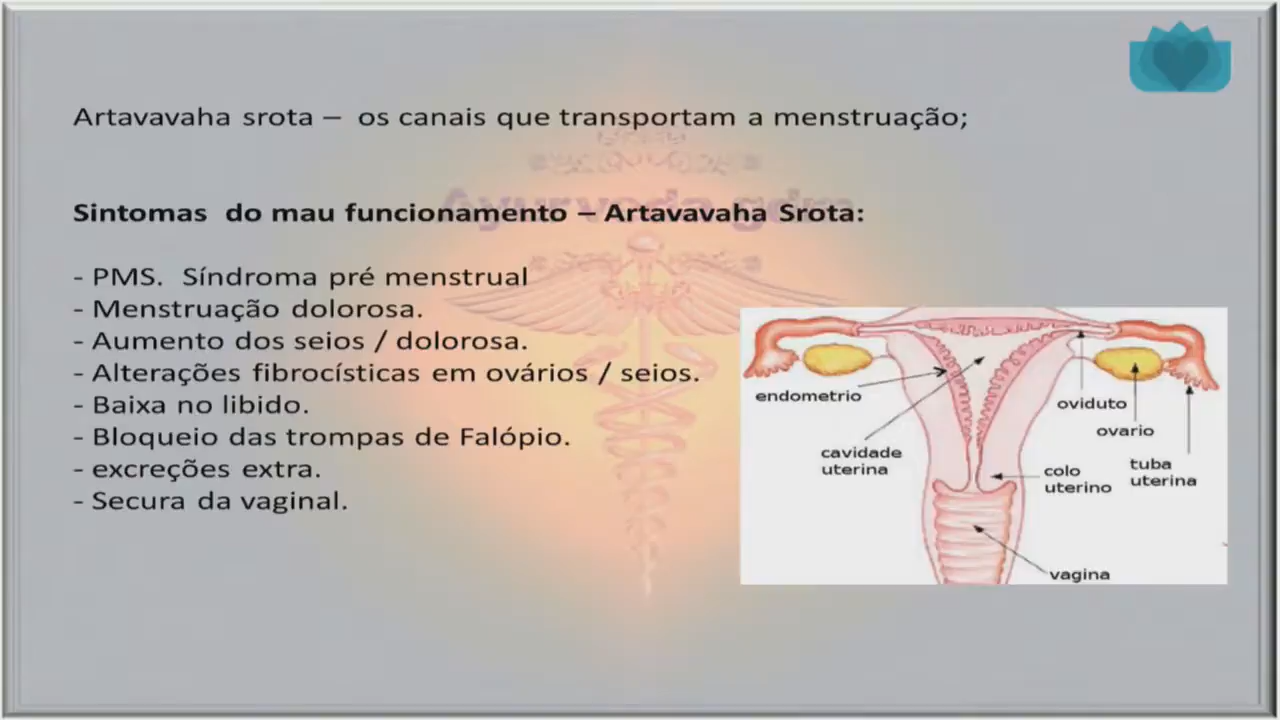 Artavavaha srota – os canais que transportam a menstruação;
Ayurveda
Sintomas do mau funcionamento – Artavavaha Srota:
- PMS. Síndroma pré menstrual
- Menstruação dolorosa.
- Aumento dos seios / dolorosa.
- Alterações fibrocísticas em ovários / seios.
- Baixa no libido.
- Bloqueio das trompas de Falópio.
- excreções extra.
- Secura da vaginal.
endometrio
cavidade
uterina
oviduto
ovario
tuba
uterina
colo
uterino
vagina